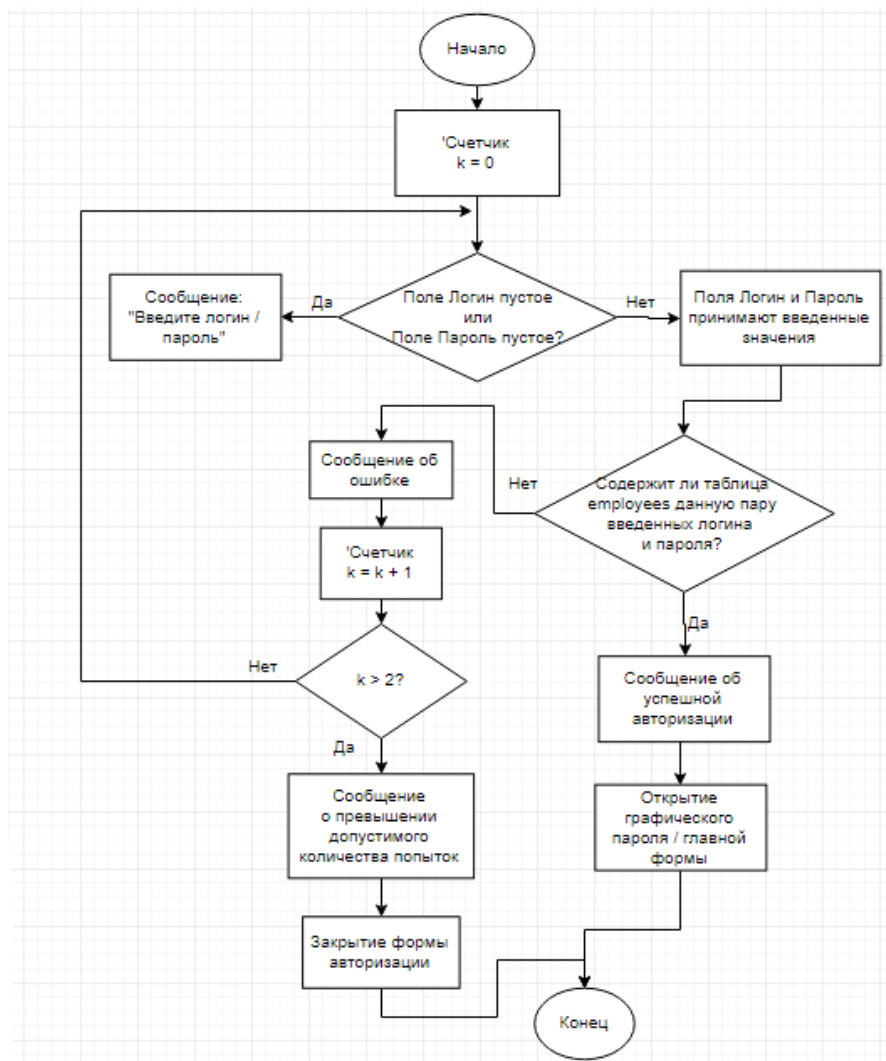 Начало
'Счетчик
k = 0
Поле Логин пустое
или
Поле Пароль пустое?
Да
Нет
Сообщение:
"Введите логин /
пароль"
Поля Логин и Пароль
принимают введенные
значения
Содержит ли таблица
employees данную пару
введенных логина
и пароля?
Нет
Да
Сообщение об
ошибке
'Счетчик
k = k + 1
k > 2?
Нет
Да
Сообщение
о превышении
допустимого
количества попыток
Закрытие формы
авторизации
Сообщение об
успешной
авторизации
Открытие
графического
пароля / главной
формы
Конец